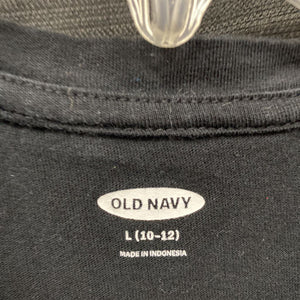 OLD NAVY
L (10-12)
MADE IN INDONESIA